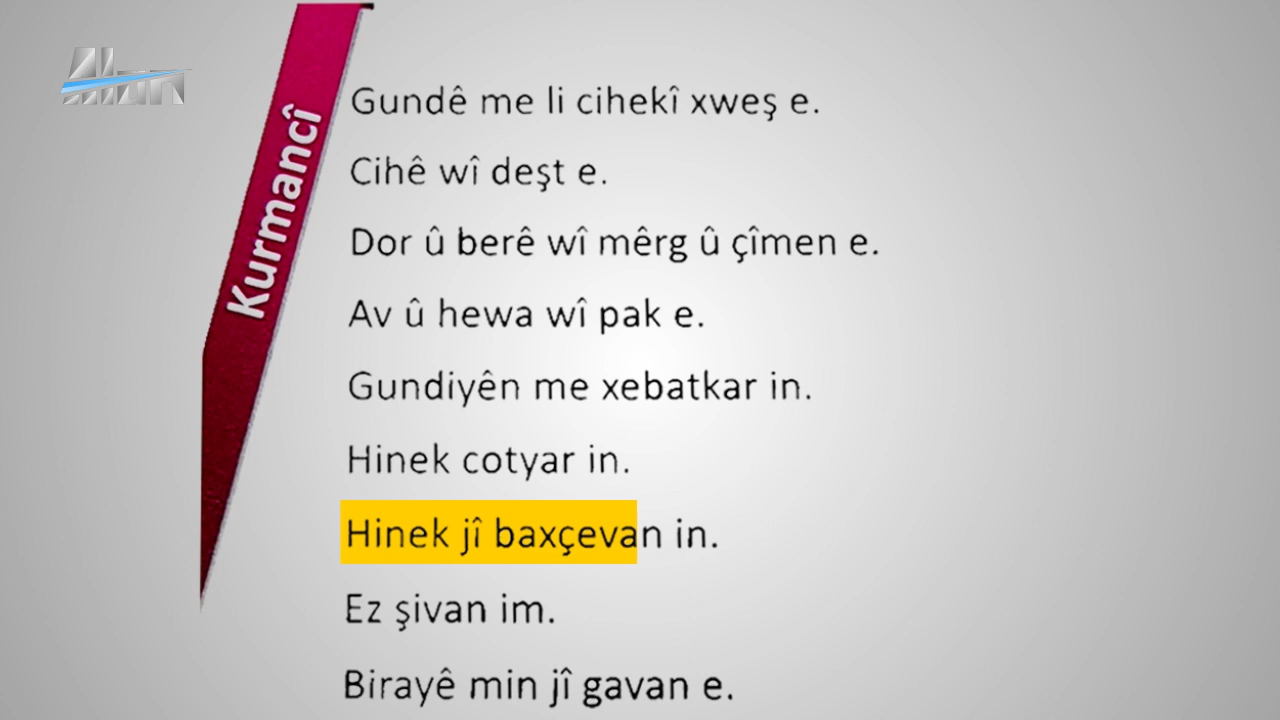 Alan
Kurmancî
Gundê me li cihekî xweş e.
Cihê wî deşt e.
Dor û berê wî mêrg û çîmen e.
Av û hewa wî pak e.
Gundiyên me xebatkar in.
Hinek cotyar in.
Hinek jî baxçevan in.
Ez şivan im.
Birayê min jî gavan e.